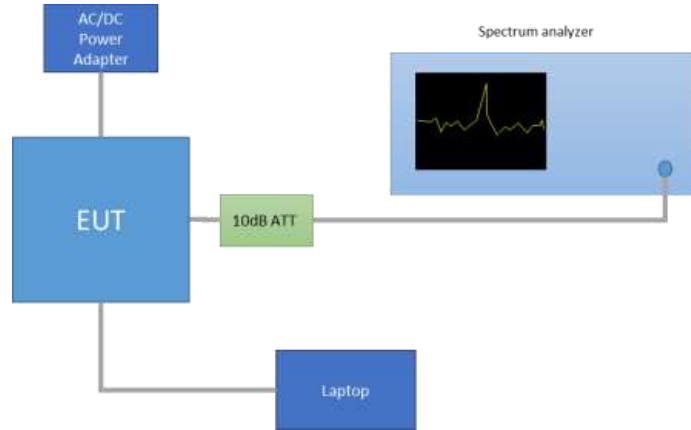 AC/DC
Power
Adapter
Spectrum analyzer
EUT
10dB ATT
Laptop